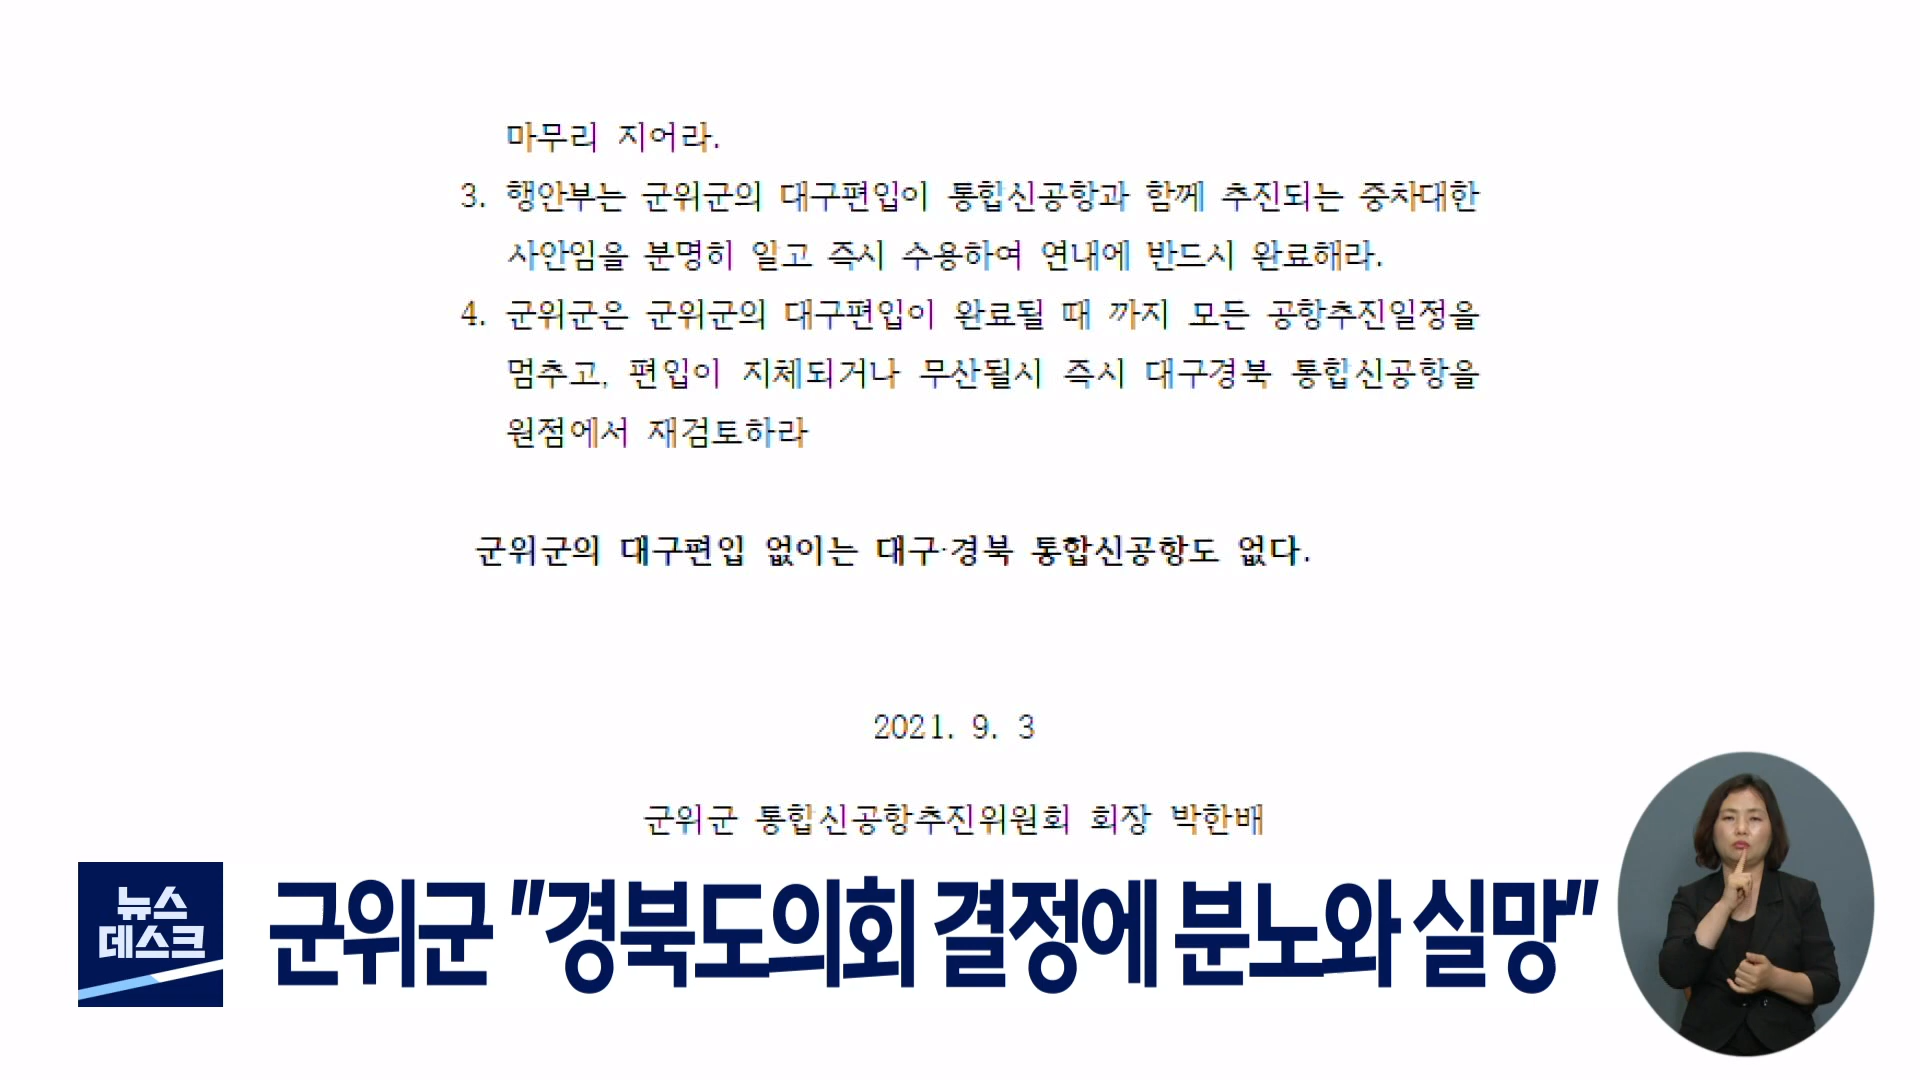 마무리 지어라.
3. 행안부는 군위군의 대구편입이 통합신공항과 함께 추진되는 중차대한
사안임을 분명히 알고 즉시 수용하여 연내에 반드시 완료해라.
4. 군위군은 군위군의 대구편입이 완료될 때 까지 모든 공항추진일정을
멈추고, 편입이 지체되거나 무산될시 즉시 대구경북 통합신공항을
원점에서 재검토하라
군위군의 대구편입 없이는 대구·경북 통합신공항도 없다.
2021. 9. 3
군위군 통합신공항추진위원회 회장 박한배
뉴스
데스크
군위군 "경북도의회 결정에 분노와 실망"